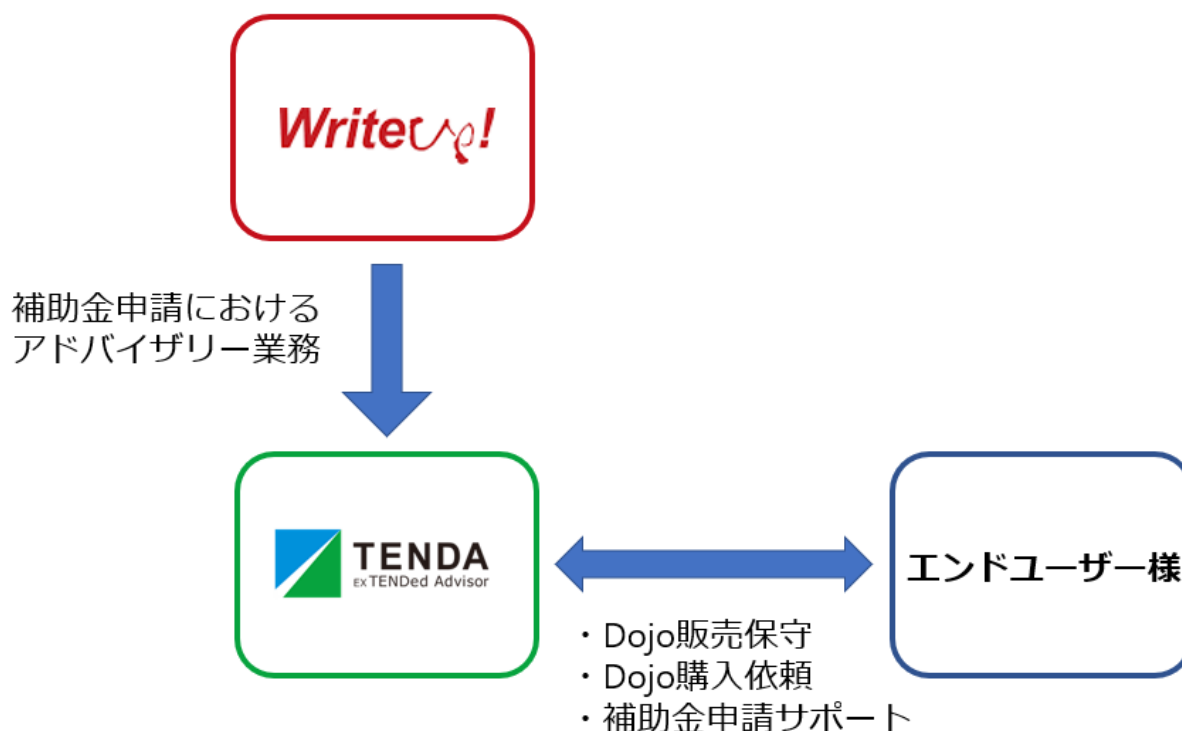 Writeup!
補助金申請における
アドバイザリー業務
TENDA
EXTENDed Advisor
エンドユーザー様
・Dojo販売保守
・Dojo購入依頼
・補助金申請サポート